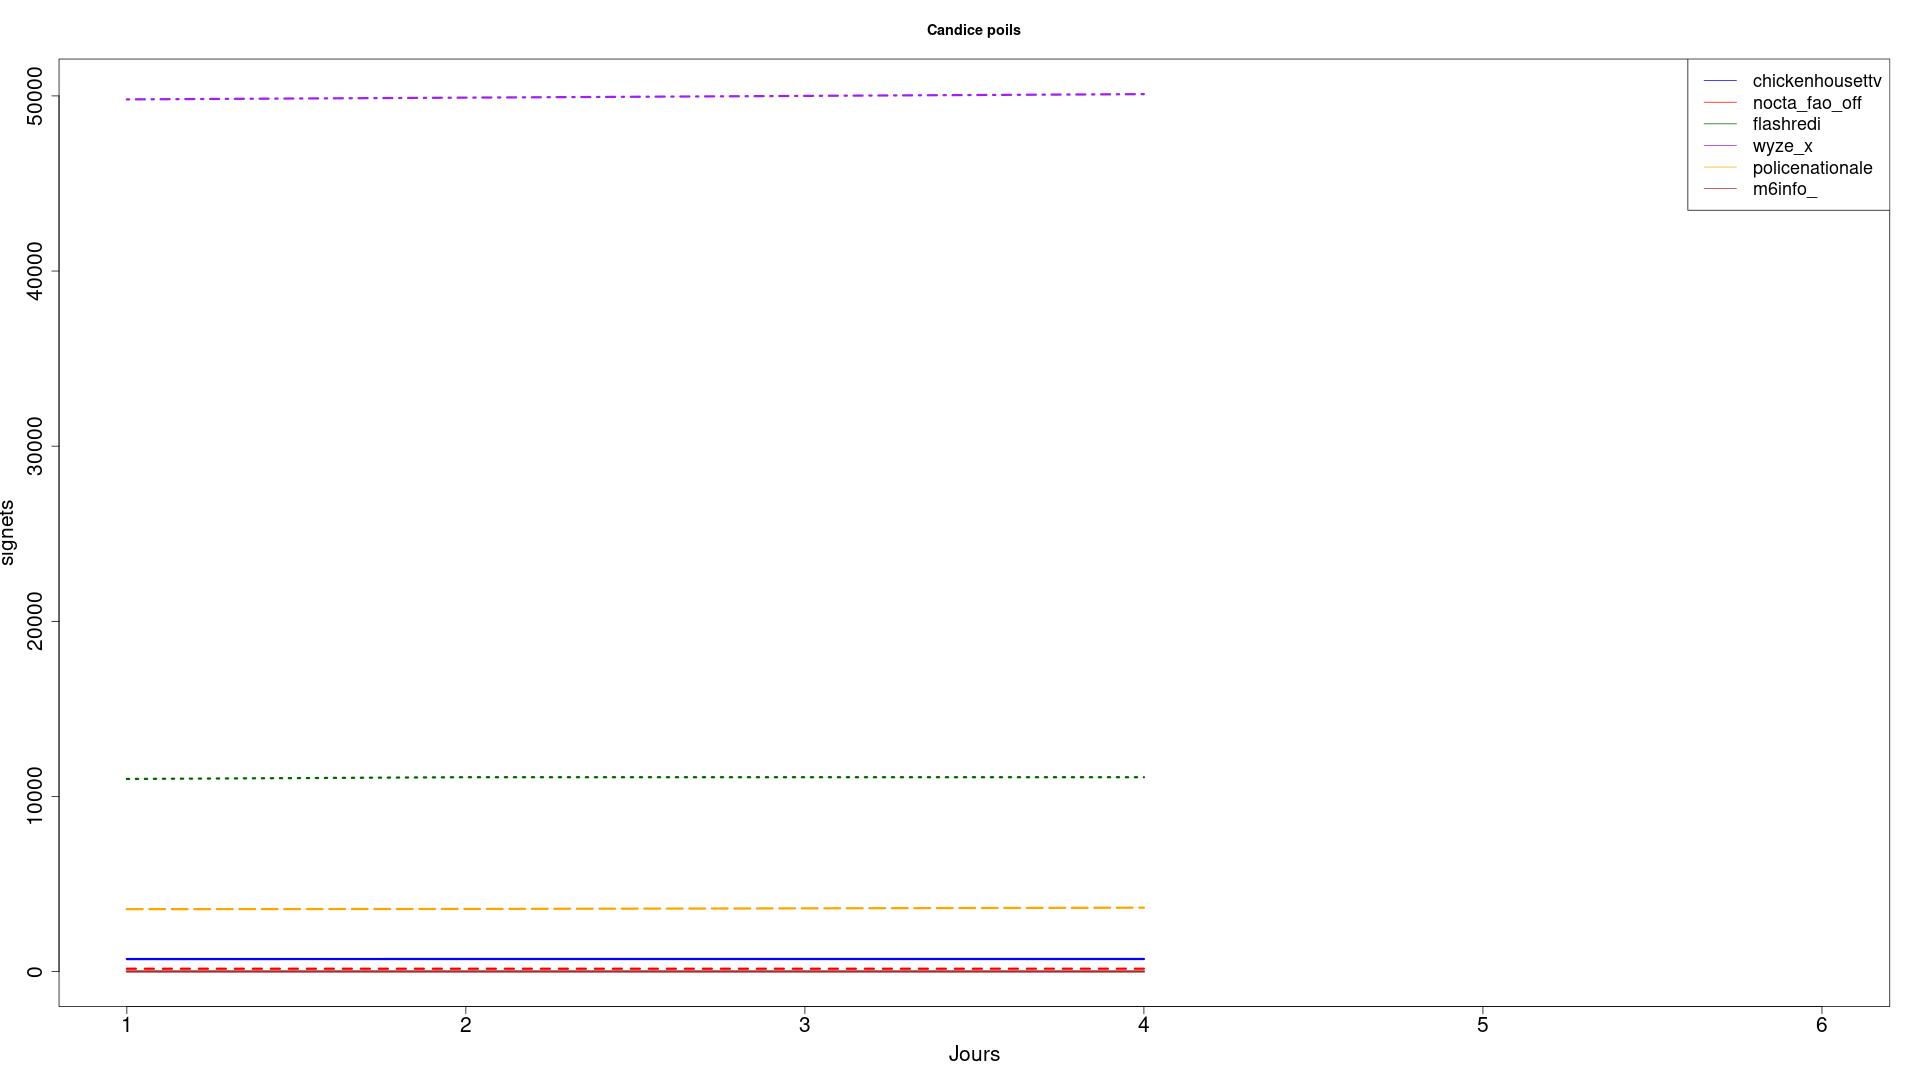 Candice poils
50000
40000
30000
20000
10000
0
signets
chickenhousettv
nocta_fao_off
flashredi
wyze_x
policenationale
m6info_
1 2 3 4 5 6
Jours